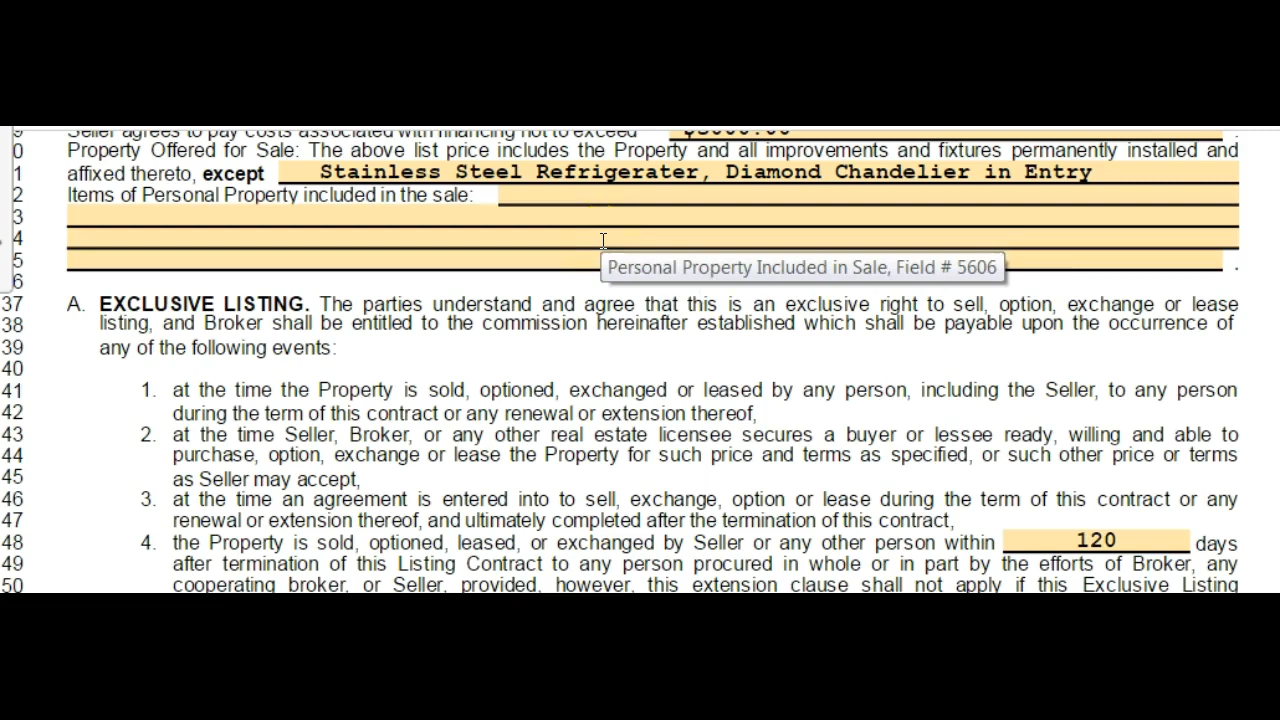 9 Seller agrees to pay costs associated with financing not to exceed $5000.00 .
0 Property Offered for Sale: The above list price includes the Property and all improvements and fixtures permanently installed and
1 affixed thereto, except Stainless Steel Refrigerater, Diamond Chandelier in Entry
2 Items of Personal Property included in the sale:
3
4
5 .
Personal Property Included in Sale, Field # 5606
6
37 A. EXCLUSIVE LISTING. The parties understand and agree that this is an exclusive right to sell, option, exchange or lease
38 listing, and Broker shall be entitled to the commission hereinafter established which shall be payable upon the occurrence of
39 any of the following events:
40
41 1. at the time the Property is sold, optioned, exchanged or leased by any person, including the Seller, to any person
42 during the term of this contract or any renewal or extension thereof,
43 2. at the time Seller, Broker, or any other real estate licensee secures a buyer or lessee ready, willing and able to
44 purchase, option, exchange or lease the Property for such price and terms as specified, or such other price or terms
45 as Seller may accept,
46 3. at the time an agreement is entered into to sell, exchange, option or lease during the term of this contract or any
47 renewal or extension thereof, and ultimately completed after the termination of this contract,
48 4. the Property is sold, optioned, leased, or exchanged by Seller or any other person within 120 days
49 after termination of this Listing Contract to any person procured in whole or in part by the efforts of Broker, any
50 cooperating broker, or Seller, provided, however, this extension clause shall not apply if this Exclusive Listing